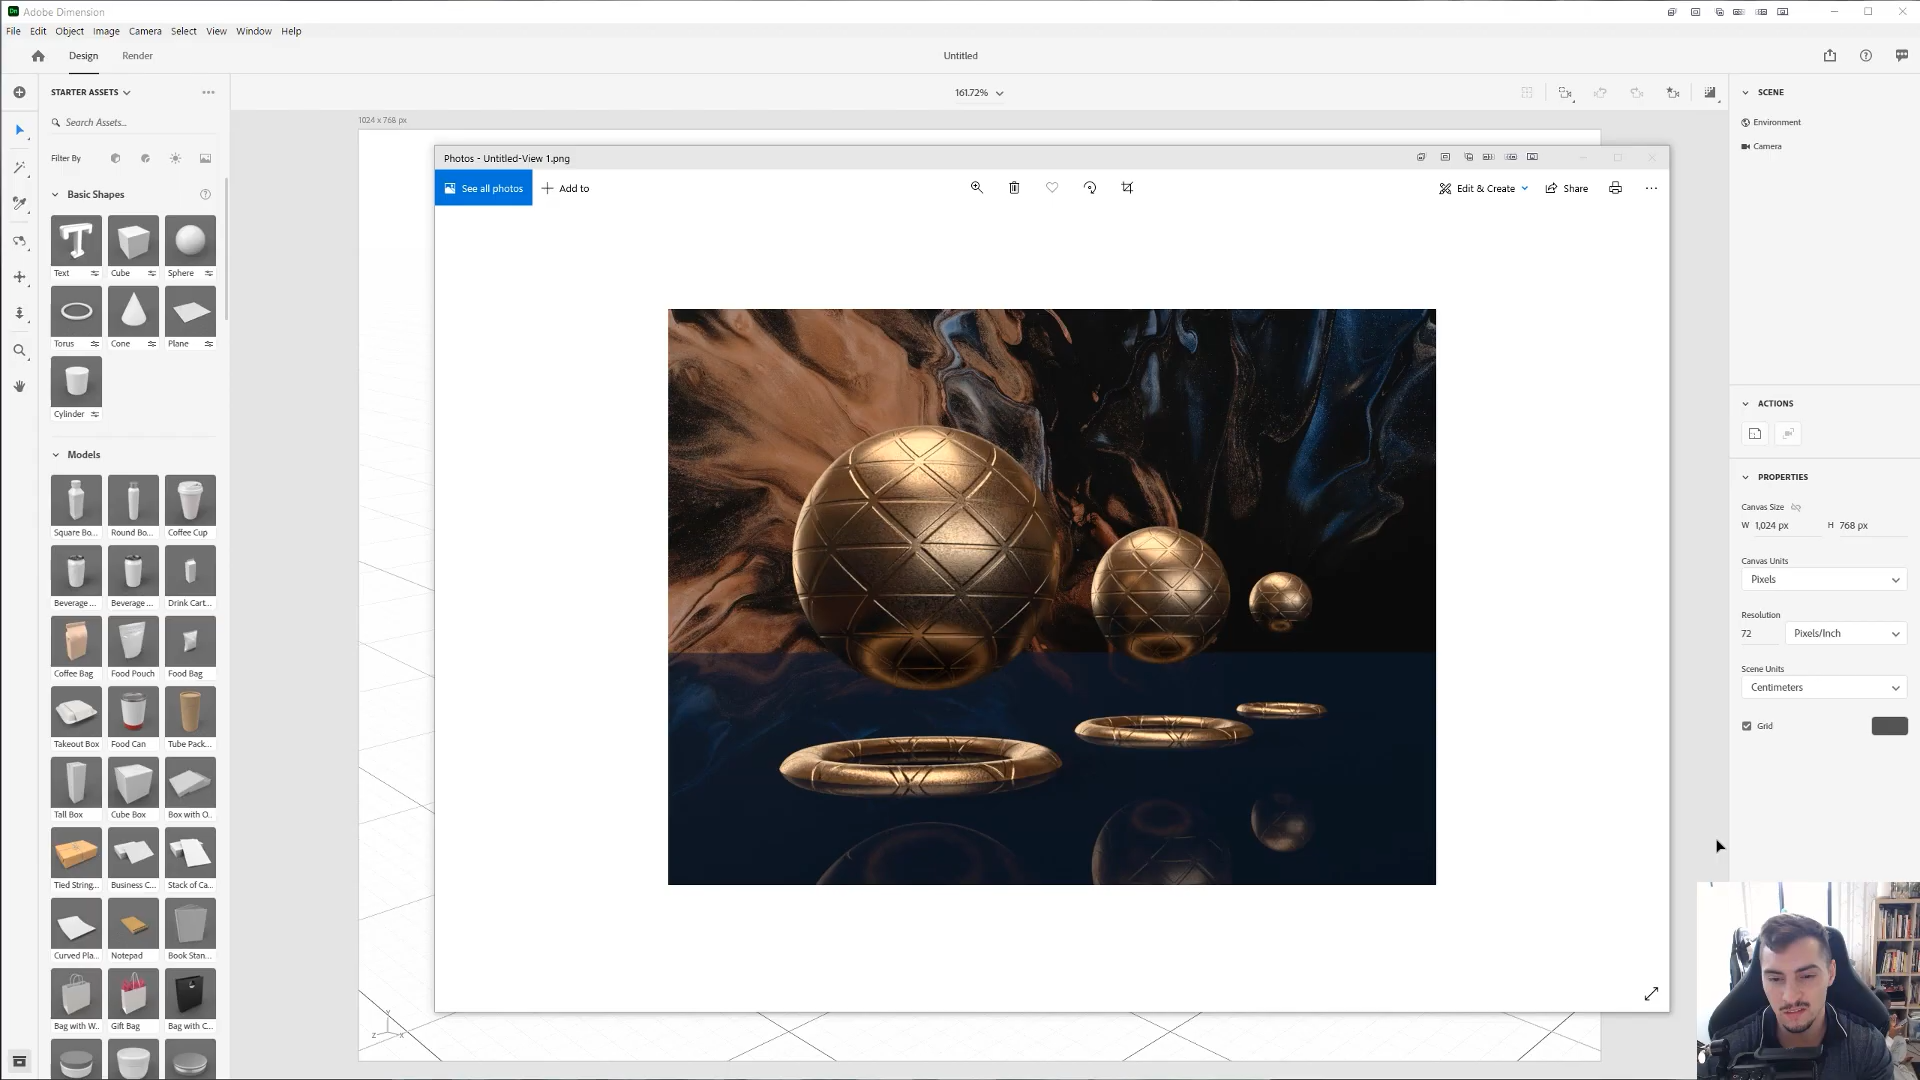 Adobe Dimension
File Edit Object Image Camera Select View Window Help
Design Render Untitled
STARTER ASSETS
Search Assets...
Filter By
Basic Shapes
Text Cube Sphere
Torus Cone Plane
Cylinder
Models
Square Bo... Round Bo... Coffee Cup
Beverage ... Beverage ... Drink Cart...
Coffee Bag Food Pouch Food Bag
Takeout Box Food Can Tube Pack...
Tall Box Cube Box Box with O...
Tied String... Business C... Stack of Ca...
Curved Pla... Notepad Book Stan...
Bag with W... Gift Bag Bag with C...
161.72%
1024 x 768 px
Photos - Untitled-View 1.png
See all photos Add to Edit & Create Share
Z Y X
SCENE
Environment
Camera
ACTIONS
PROPERTIES
Canvas Size
W 1,024 px H 768 px
Canvas Units
Pixels
Resolution
72 Pixels/Inch
Scene Units
Centimeters
Grid